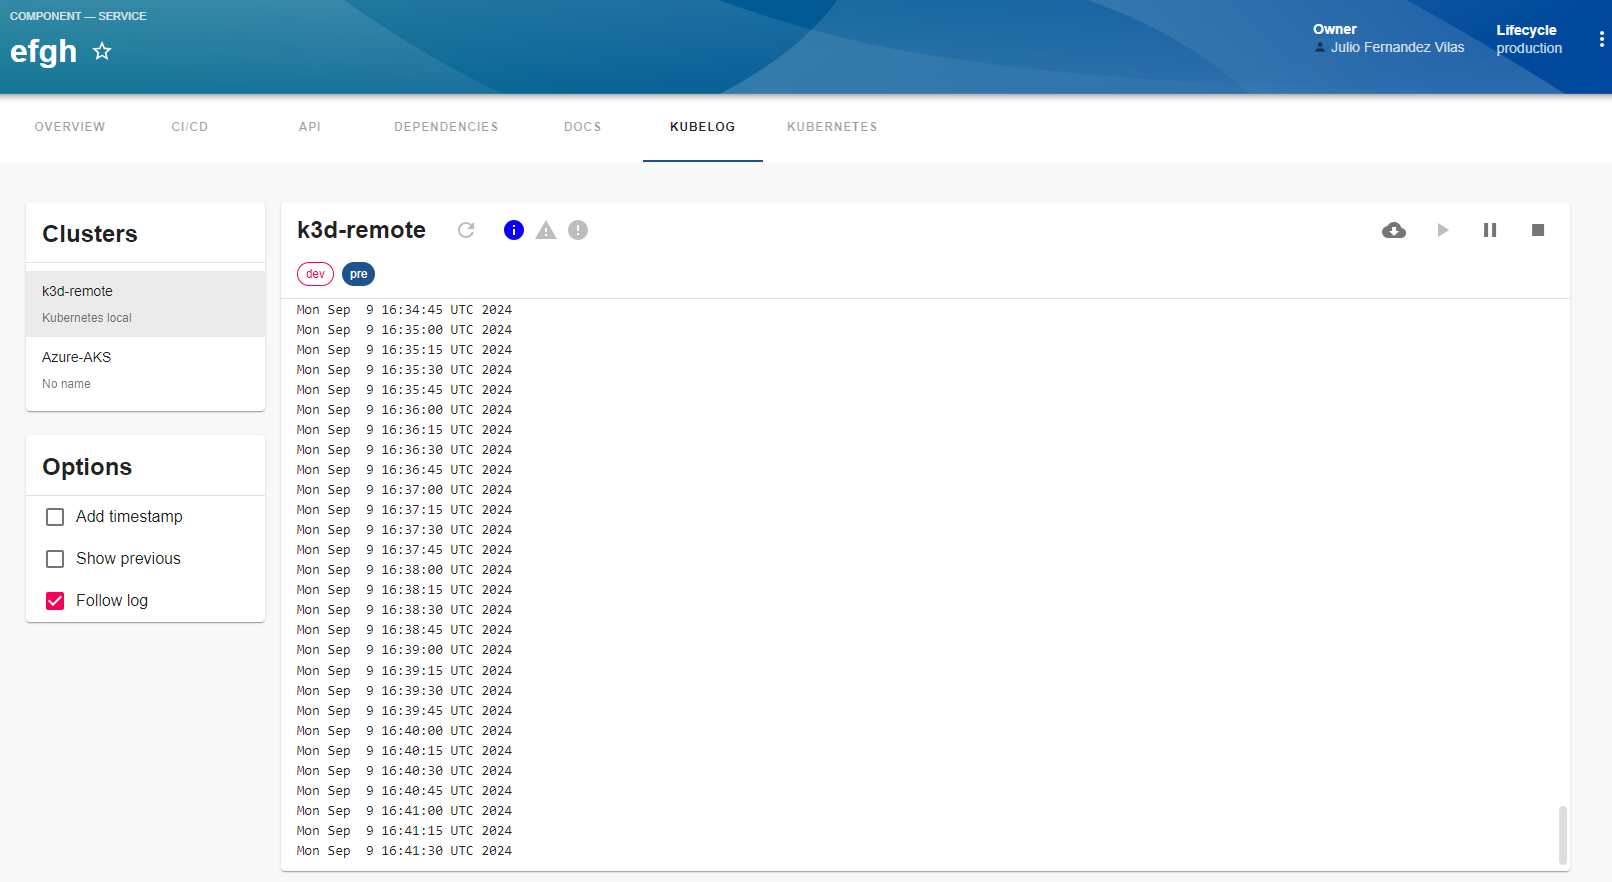 COMPONENT — SERVICE
efgh
Owner
Julio Fernandez Vilas
Lifecycle
production
OVERVIEW
CI/CD
API
DEPENDENCIES
DOCS
KUBELOG
KUBERNETES
Clusters
k3d-remote
Kubernetes local
Azure-AKS
No name
Options
Add timestamp
Show previous
Follow log
k3d-remote
dev
pre
Mon Sep  9 16:34:45 UTC 2024
Mon Sep  9 16:35:00 UTC 2024
Mon Sep  9 16:35:15 UTC 2024
Mon Sep  9 16:35:30 UTC 2024
Mon Sep  9 16:35:45 UTC 2024
Mon Sep  9 16:36:00 UTC 2024
Mon Sep  9 16:36:15 UTC 2024
Mon Sep  9 16:36:30 UTC 2024
Mon Sep  9 16:36:45 UTC 2024
Mon Sep  9 16:37:00 UTC 2024
Mon Sep  9 16:37:15 UTC 2024
Mon Sep  9 16:37:30 UTC 2024
Mon Sep  9 16:37:45 UTC 2024
Mon Sep  9 16:38:00 UTC 2024
Mon Sep  9 16:38:15 UTC 2024
Mon Sep  9 16:38:30 UTC 2024
Mon Sep  9 16:38:45 UTC 2024
Mon Sep  9 16:39:00 UTC 2024
Mon Sep  9 16:39:15 UTC 2024
Mon Sep  9 16:39:30 UTC 2024
Mon Sep  9 16:39:45 UTC 2024
Mon Sep  9 16:40:00 UTC 2024
Mon Sep  9 16:40:15 UTC 2024
Mon Sep  9 16:40:30 UTC 2024
Mon Sep  9 16:40:45 UTC 2024
Mon Sep  9 16:41:00 UTC 2024
Mon Sep  9 16:41:15 UTC 2024
Mon Sep  9 16:41:30 UTC 2024